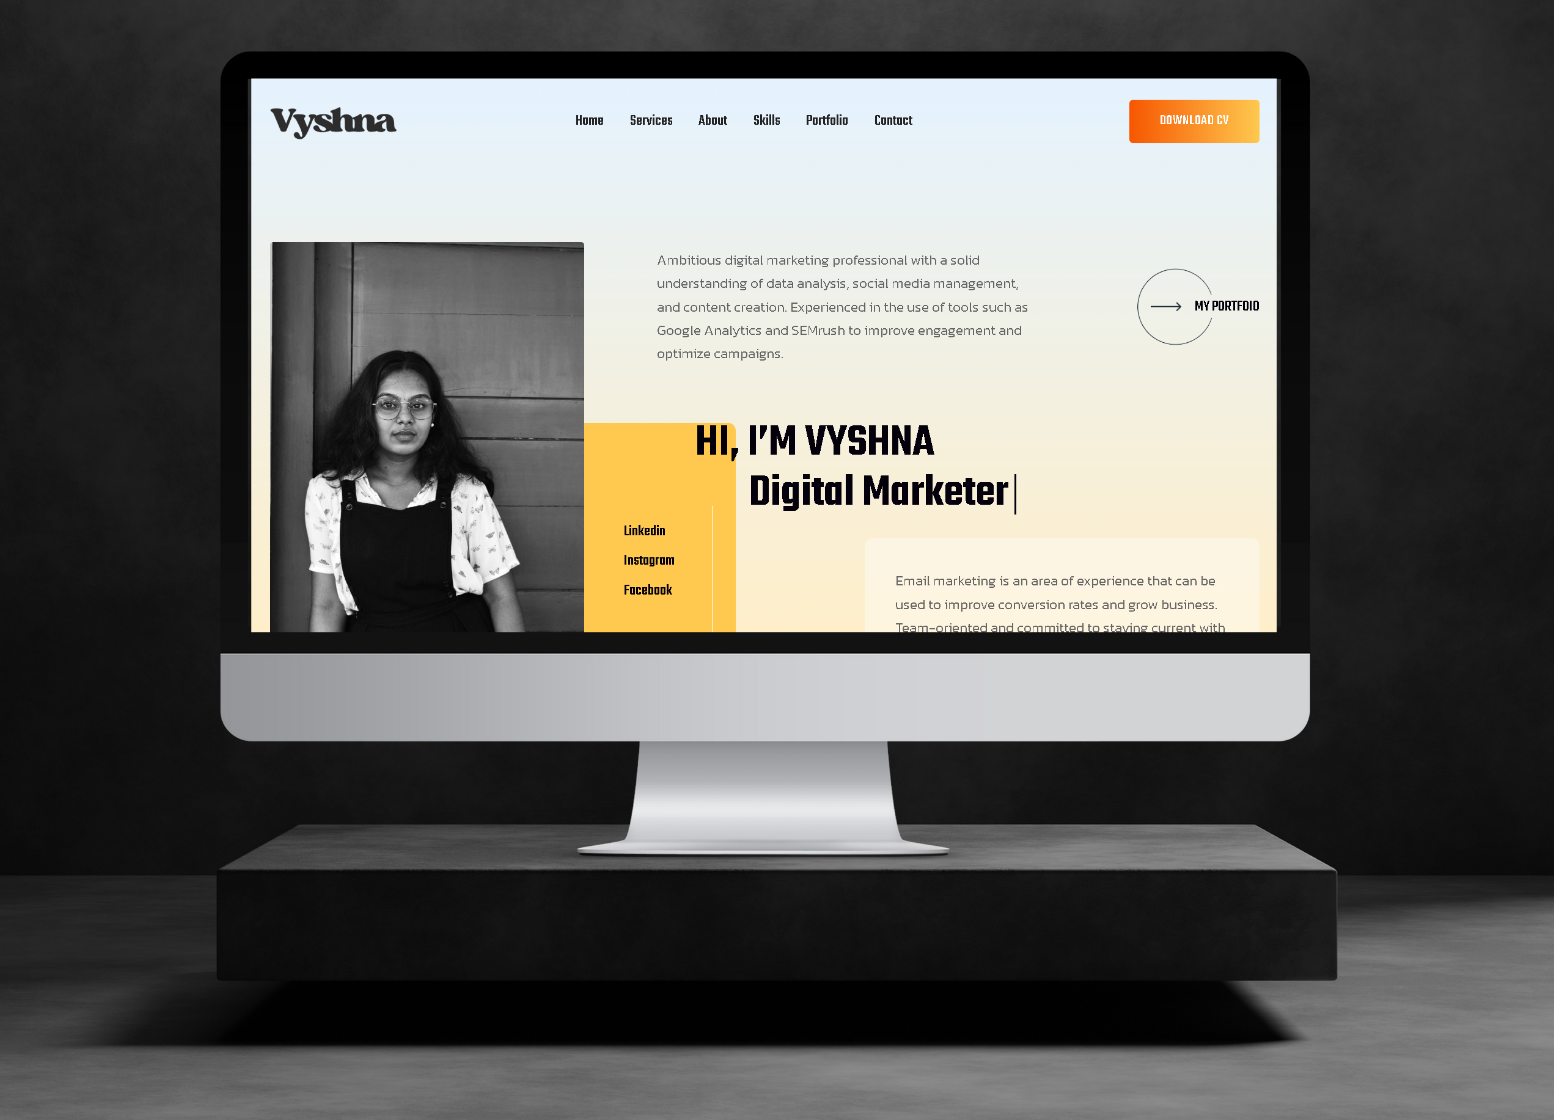 Vyshna
Home Services About Skills Portfolio Contact
DOWNLOAD CV
Ambitious digital marketing professional with a solid
understanding of data analysis, social media management,
and content creation. Experienced in the use of tools such as
Google Analytics and SEMrush to improve engagement and
optimize campaigns.
MY PORTFOIO
HI, I'M VYSHNA
Digital Marketer
Linkedin
Instagram
Facebook
Email marketing is an area of experience that can be
used to improve conversion rates and grow business.
Team-oriented and committed to staying current with